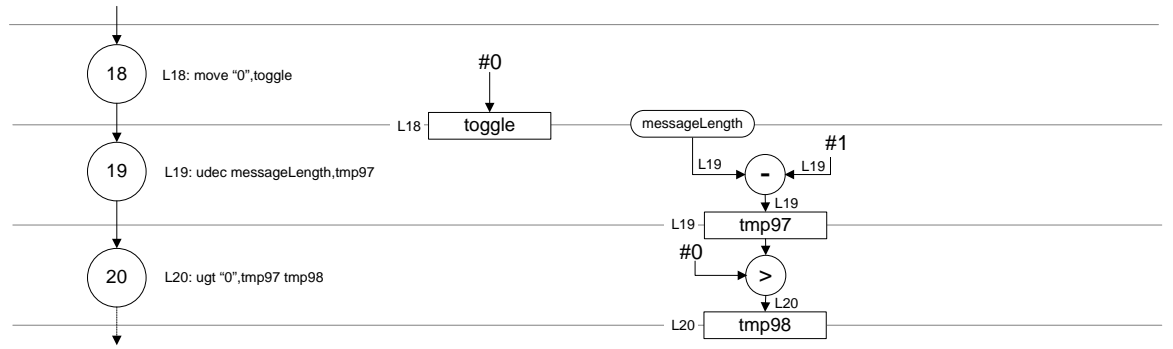 #0
18
L18: move “0”,toggle
L18
toggle
messageLength
#1
19
L19: udec messageLength,tmp97
L19
-
L19
L19
L19
tmp97
#0
20
L20: ugt “0”,tmp97 tmp98
>
L20
L20
tmp98